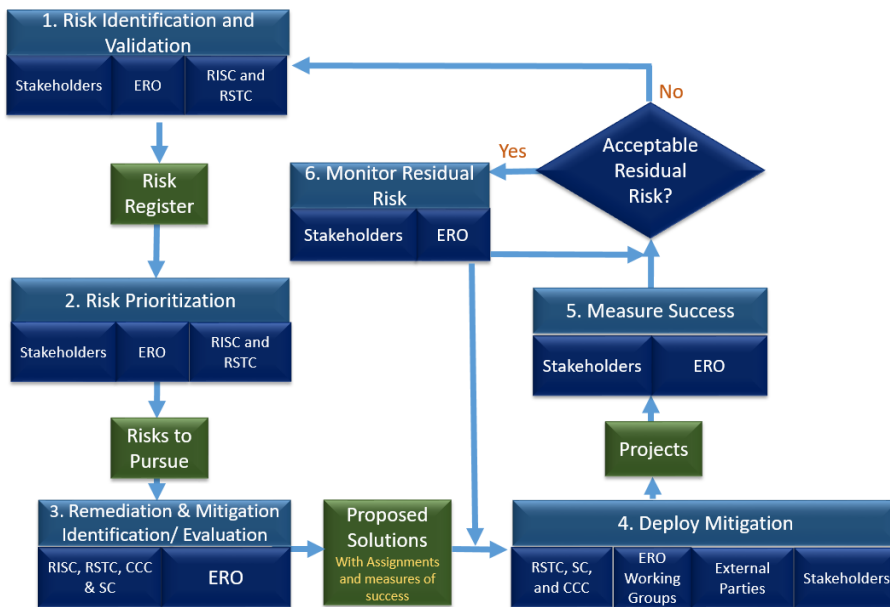 1. Risk Identification and
Validation
Stakeholders
ERO
RISC and
RSTC
Risk
Register
2. Risk Prioritization
Stakeholders
ERO
RISC and
RSTC
Risks to
Pursue
3. Remediation & Mitigation
Identification/ Evaluation
RISC, RSTC, CCC
& SC
ERO
Proposed
Solutions
With Assignments
and measures of
success
4. Deploy Mitigation
RSTC, SC,
and CCC
ERO
Working
Groups
External
Parties
Stakeholders
Projects
5. Measure Success
Stakeholders
ERO
Acceptable
Residual
Risk?
No
Yes
6. Monitor Residual
Risk
Stakeholders
ERO